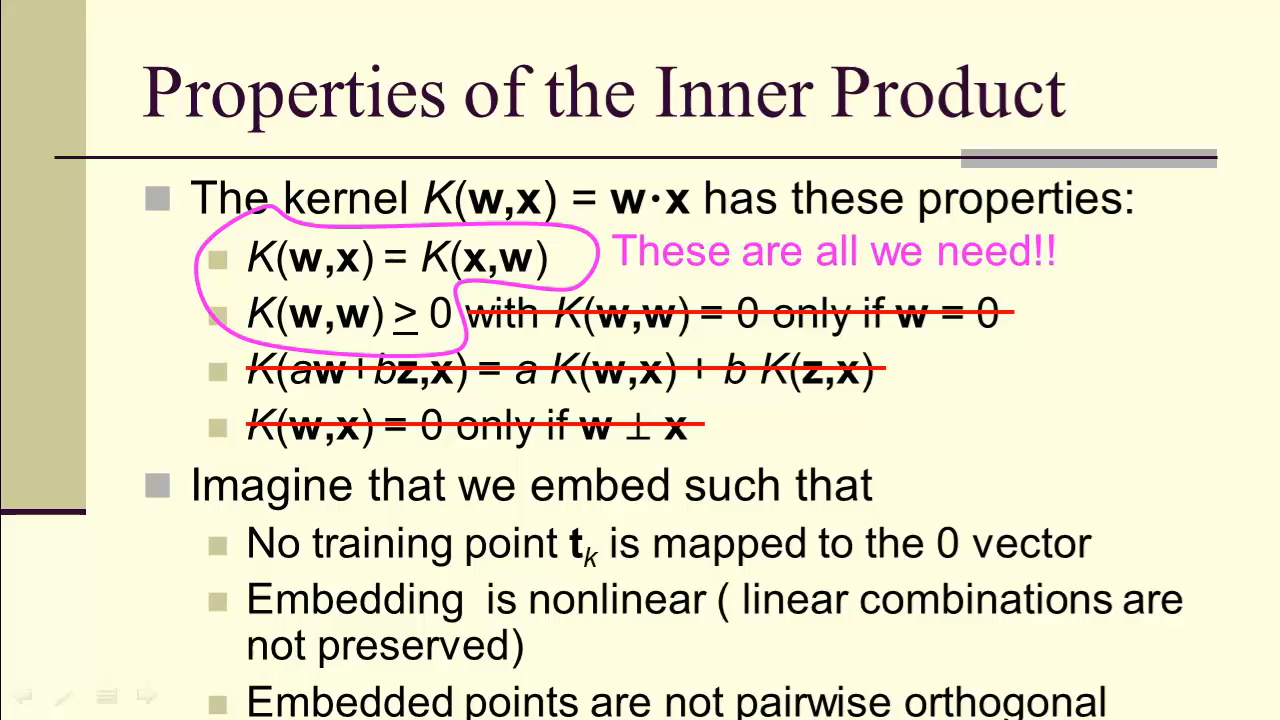 Properties of the Inner Product
The kernel K(w,x) = w·x has these properties:
K(w,x) = K(x,w) These are all we need!!
K(w,w) ≥ 0 with K(w,w) = 0 only if w = 0
K(aw+bz,x) = a K(w,x) + b K(z,x)
K(w,x) = 0 only if w ⊥ x
Imagine that we embed such that
No training point tₖ is mapped to the 0 vector
Embedding is nonlinear ( linear combinations are
not preserved)
Embedded points are not pairwise orthogonal